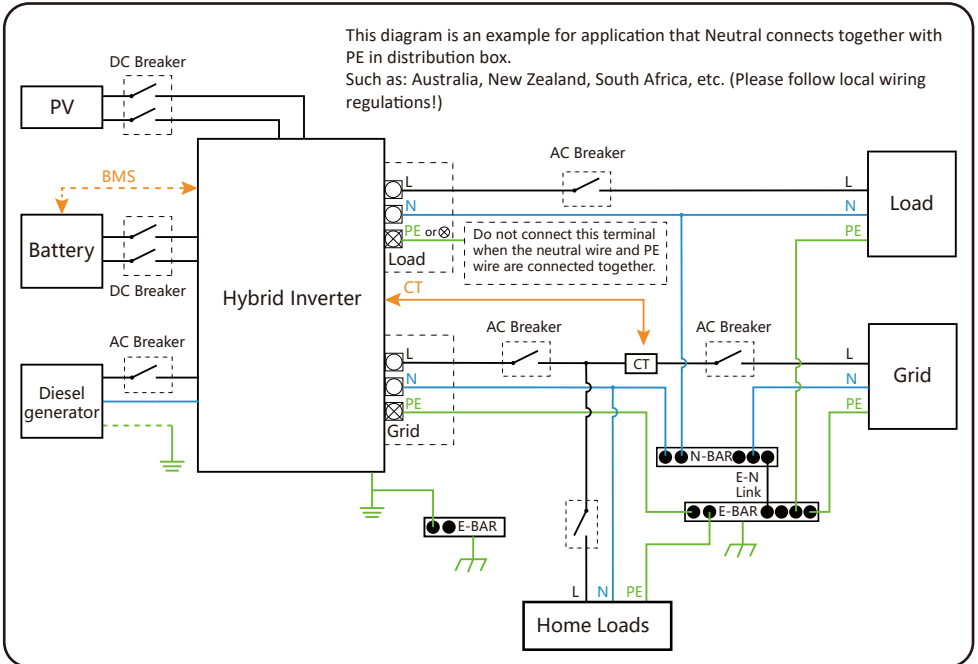 This diagram is an example for application that Neutral connects together with
PE in distribution box.
Such as: Australia, New Zealand, South Africa, etc. (Please follow local wiring
regulations!)
DC Breaker
PV
BMS
Battery
DC Breaker
AC Breaker
Diesel
generator
Hybrid Inverter
L
N
PE or⊗
Load
Do not connect this terminal
when the neutral wire and PE
wire are connected together.
AC Breaker
L
N
PE
Load
CT
AC Breaker
CT
AC Breaker
L
N
PE
Grid
L
N
PE
Grid
N-BAR
E-N
Link
E-BAR
E-BAR
L
N
PE
Home Loads